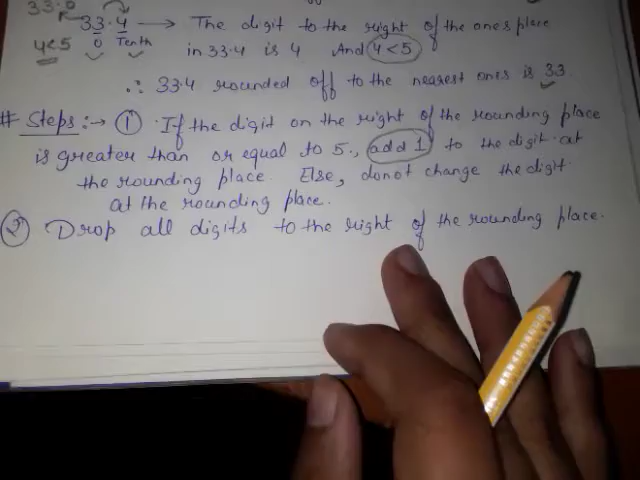 33.0
33.4 → The digit to the right of the ones place
4<5 0 Tenth in 33.4 is 4 And 4<5
∴ 33.4 rounded off to the nearest ones is 33
# Steps:→ ① If the digit on the right of the rounding place
is greater than or equal to 5., add 1 to the digit at
the rounding place. Else, do not change the digit
at the rounding place.
② Drop all digits to the right of the rounding place.